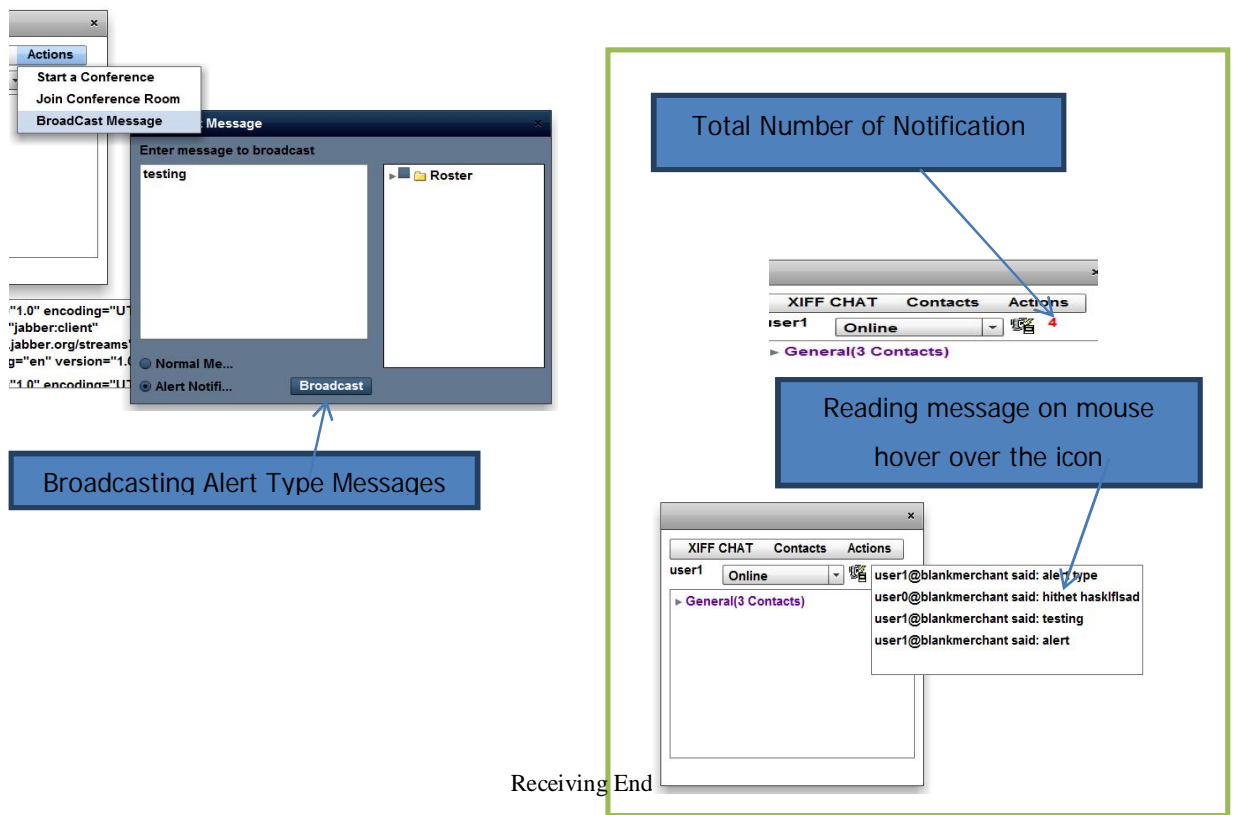 ×
Actions
Start a Conference
Join Conference Room
BroadCast Message
Message ×
Enter message to broadcast
testing
Roster
"1.0" encoding="UT
"jabber:client"
.jabber.org/streams'
g="en" version="1.
"1.0" encoding="UT
Normal Me...
Alert Notifi...
Broadcast
Broadcasting Alert Type Messages
Total Number of Notification
XIFF CHAT Contacts Actions
user1 Online 4
General(3 Contacts)
Reading message on mouse
hover over the icon
×
XIFF CHAT Contacts Actions
user1 Online
General(3 Contacts)
user1@blankmerchant said: alert type
user0@blankmerchant said: hithet hasklflsad
user1@blankmerchant said: testing
user1@blankmerchant said: alert
Receiving End